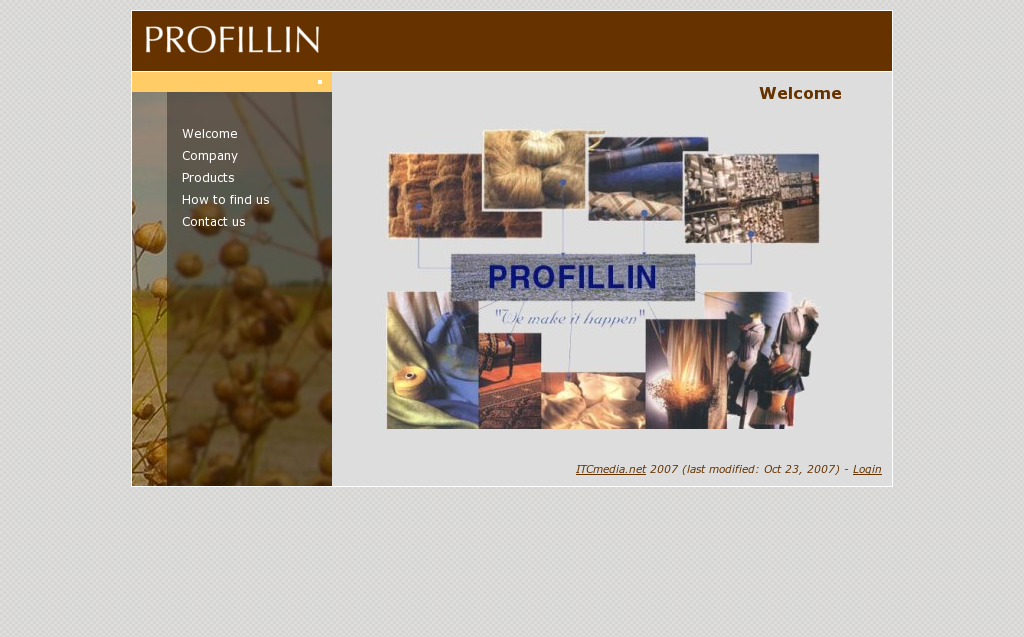 PROFILLIN
Welcome
Welcome
Company
Products
How to find us
Contact us
PROFILLIN
"We make it happen"
ITCmedia.net 2007 (last modified: Oct 23, 2007) - Login